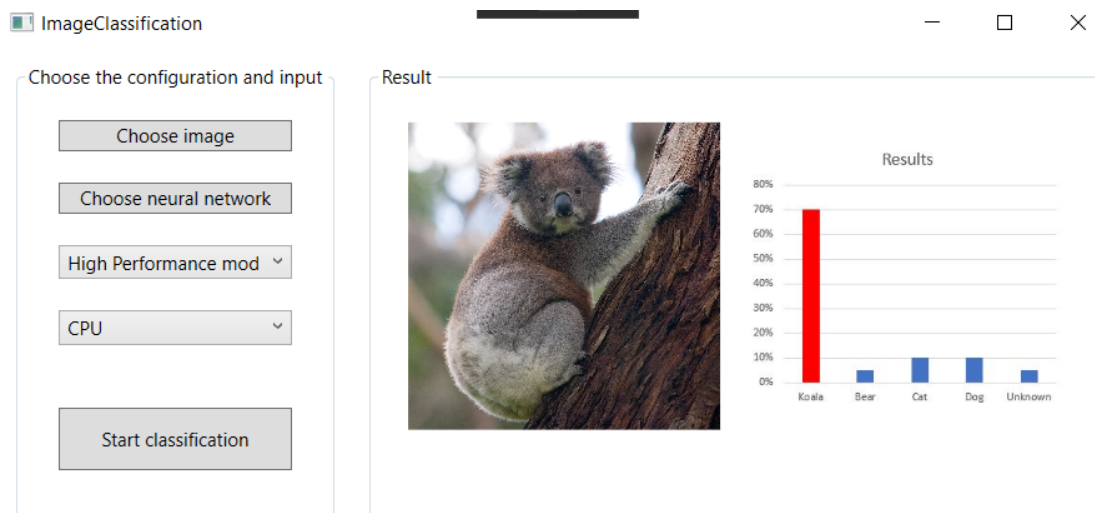 ImageClassification
Choose the configuration and input
Choose image
Choose neural network
High Performance mod
CPU
Start classification
Result
Results
80%
70%
60%
50%
40%
30%
20%
10%
0%
Koala Bear Cat Dog Unknown